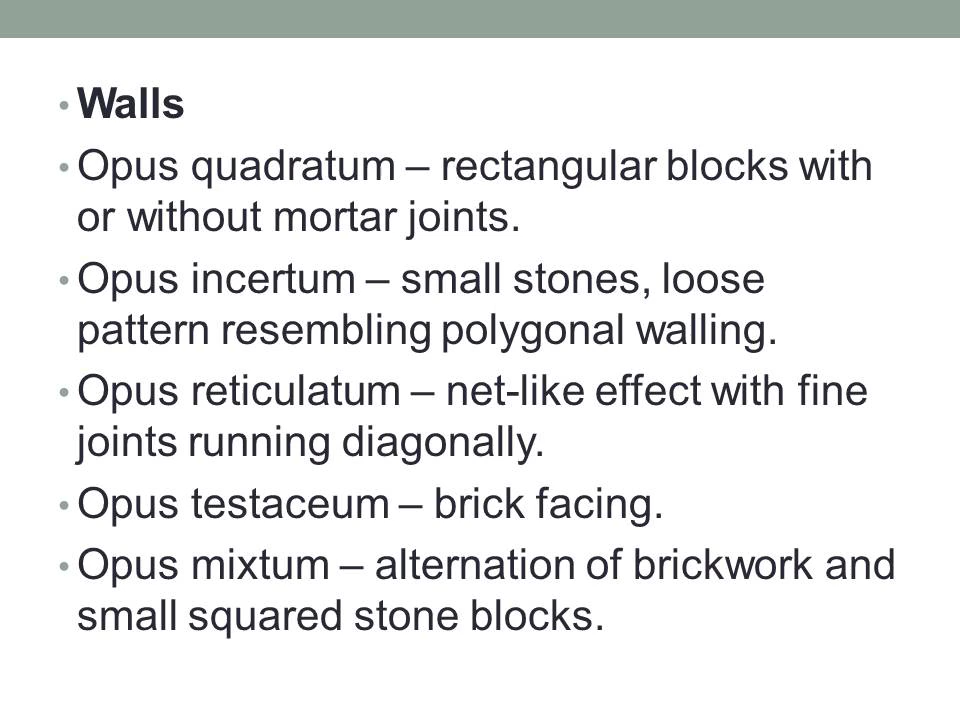 • Walls
• Opus quadratum – rectangular blocks with
or without mortar joints.
• Opus incertum – small stones, loose
pattern resembling polygonal walling.
• Opus reticulatum – net-like effect with fine
joints running diagonally.
• Opus testaceum – brick facing.
• Opus mixtum – alternation of brickwork and
small squared stone blocks.